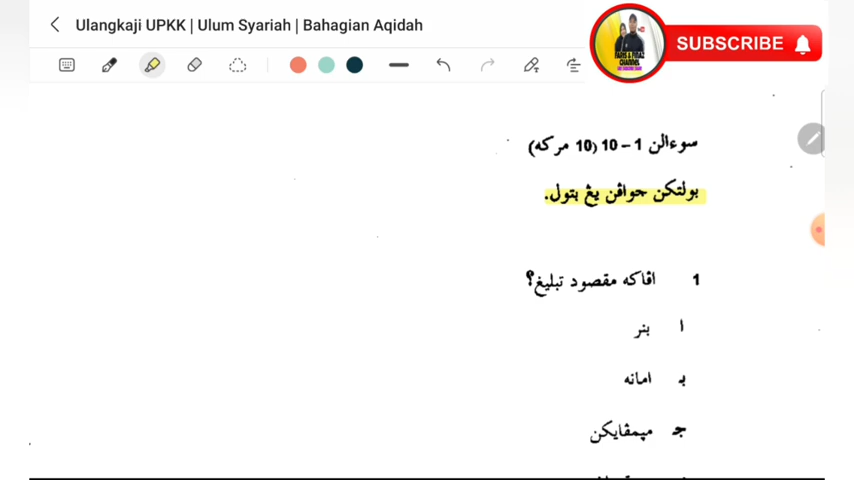 Ulangkaji UPKK | Ulum Syariah | Bahagian Aqidah
SUBSCRIBE
سوءالن 1 – 10 (10 مركه)
بولتكن جواڤن يڠ بتول.
1 اڤاكه مقصود تبليغ؟
ا بنر
ب امانه
ج مپمڤايكن